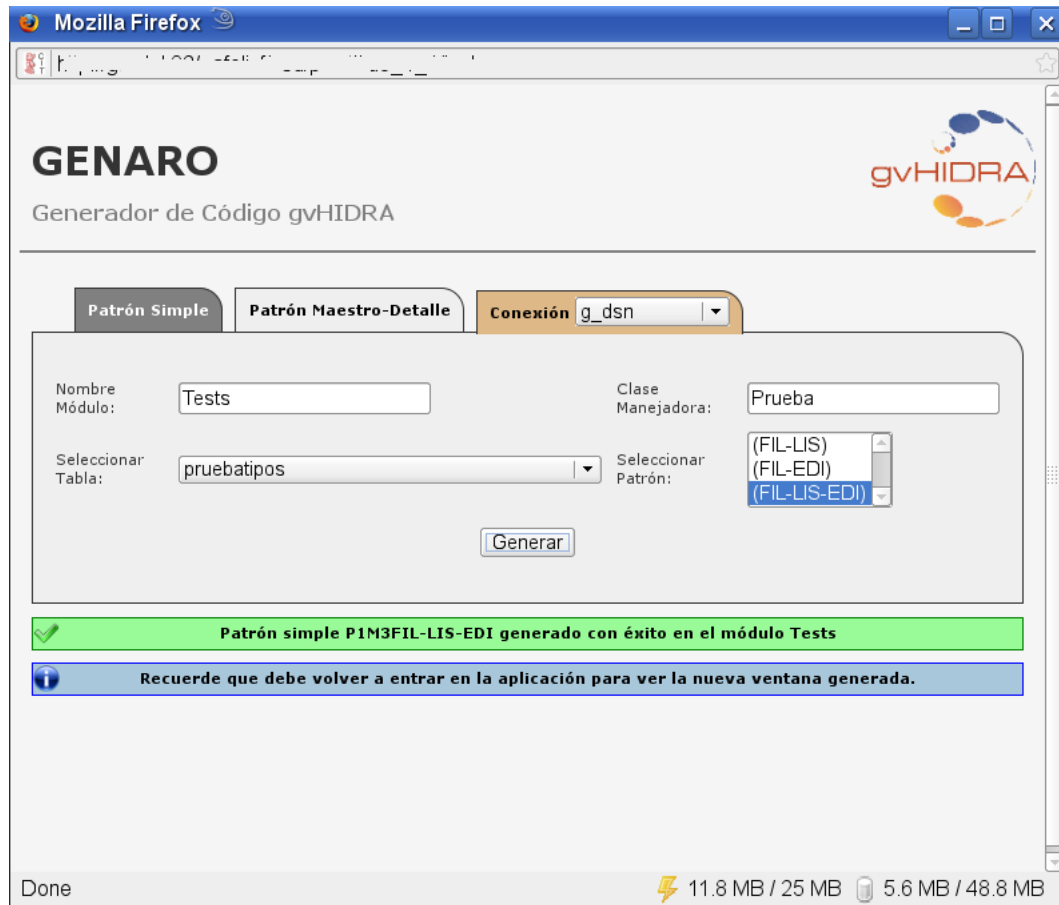 Mozilla Firefox
GENARO
gvHIDRA
Generador de Código gvHIDRA
Patrón Simple
Patrón Maestro-Detalle
Conexión g_dsn
Nombre
Módulo:
Tests
Clase
Manejadora:
Prueba
Seleccionar
Tabla:
pruebatipos
Seleccionar
Patrón:
(FIL-LIS)
(FIL-EDI)
(FIL-LIS-EDI)
Generar
Patrón simple P1M3FIL-LIS-EDI generado con éxito en el módulo Tests
Recuerde que debe volver a entrar en la aplicación para ver la nueva ventana generada.
Done
11.8 MB / 25 MB
5.6 MB / 48.8 MB